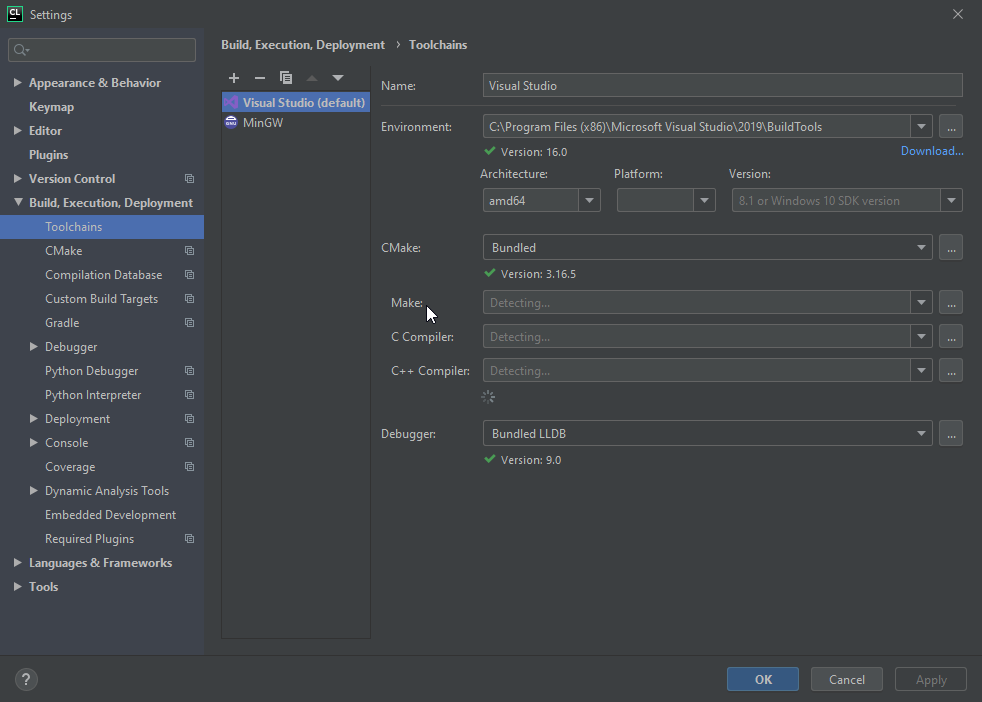 CL Settings
Build, Execution, Deployment › Toolchains
Appearance & Behavior
Keymap
Editor
Plugins
Version Control
Build, Execution, Deployment
Toolchains
CMake
Compilation Database
Custom Build Targets
Gradle
Debugger
Python Debugger
Python Interpreter
Deployment
Console
Coverage
Dynamic Analysis Tools
Embedded Development
Required Plugins
Languages & Frameworks
Tools
Visual Studio (default)
GNU MinGW
Name: Visual Studio
Environment: C:\Program Files (x86)\Microsoft Visual Studio\2019\BuildTools ...
Version: 16.0 Download...
Architecture: Platform: Version:
amd64 8.1 or Windows 10 SDK version
CMake: Bundled ...
Version: 3.16.5
Make: Detecting... ...
C Compiler: Detecting... ...
C++ Compiler: Detecting... ...
Debugger: Bundled LLDB ...
Version: 9.0
? OK Cancel Apply